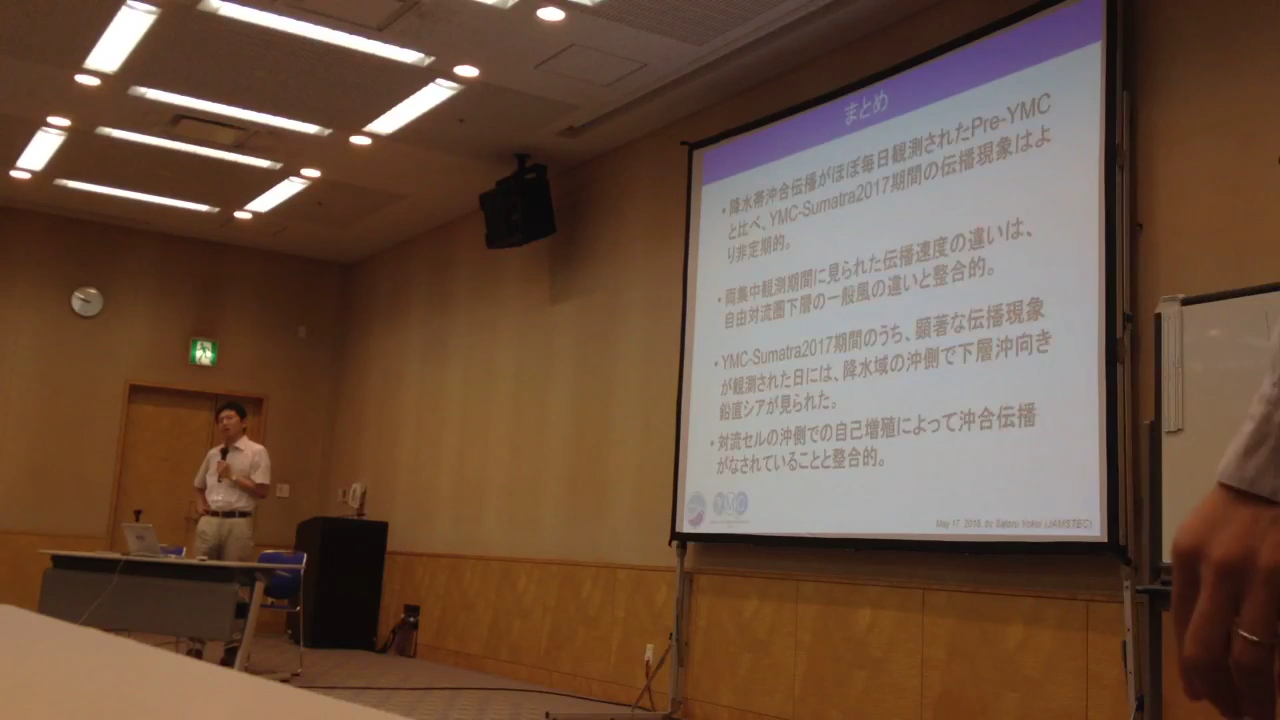 まとめ
・降水帯沖合伝播がほぼ毎日観測されたPre-YMC
と比べ、YMC-Sumatra2017期間の伝播現象はよ
り非定期的。
・両集中観測期間に見られた伝播速度の違いは、
自由対流圏下層の一般風の違いと整合的。
・YMC-Sumatra2017期間のうち、顕著な伝播現象
が観測された日には、降水域の沖側で下層沖向き
鉛直シアが見られた。
・対流セルの沖側での自己増殖によって沖合伝播
がなされていることと整合的。
YMC
May 17, 2018, by Satoru Yokoi (JAMSTEC)